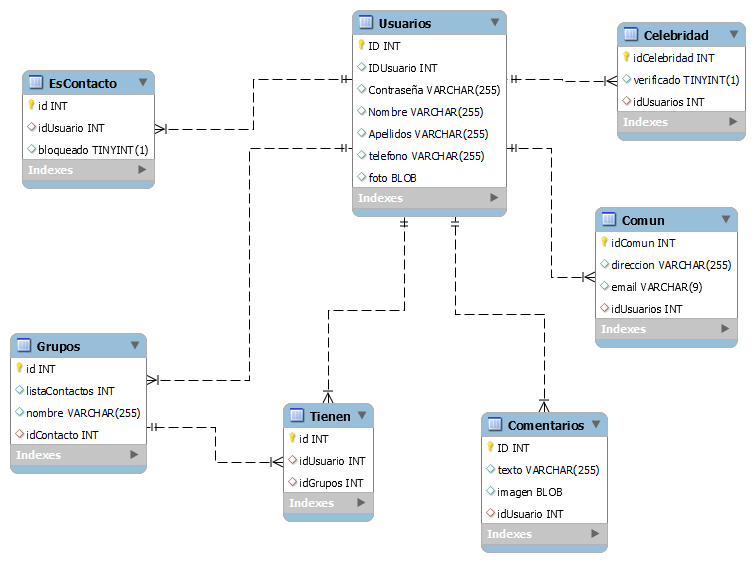 Usuarios
ID INT
IDUsuario INT
Contraseña VARCHAR(255)
Nombre VARCHAR(255)
Apellidos VARCHAR(255)
telefono VARCHAR(255)
foto BLOB
Indexes
Celebridad
idCelebridad INT
verificado TINYINT(1)
idUsuarios INT
Indexes
EsContacto
id INT
idUsuario INT
bloqueado TINYINT(1)
Indexes
Comun
idComun INT
direccion VARCHAR(255)
email VARCHAR(9)
idUsuarios INT
Indexes
Grupos
id INT
listaContactos INT
nombre VARCHAR(255)
idContacto INT
Indexes
Tienen
id INT
idUsuario INT
idGrupos INT
Indexes
Comentarios
ID INT
texto VARCHAR(255)
imagen BLOB
idUsuario INT
Indexes